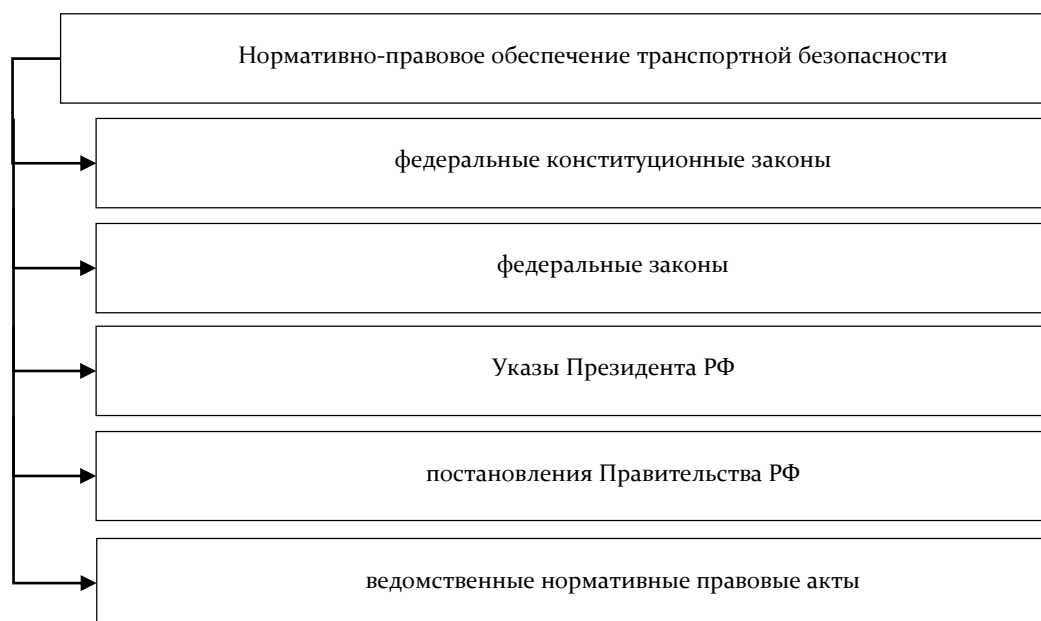 Нормативно-правовое обеспечение транспортной безопасности
федеральные конституционные законы
федеральные законы
Указы Президента РФ
постановления Правительства РФ
ведомственные нормативные правовые акты